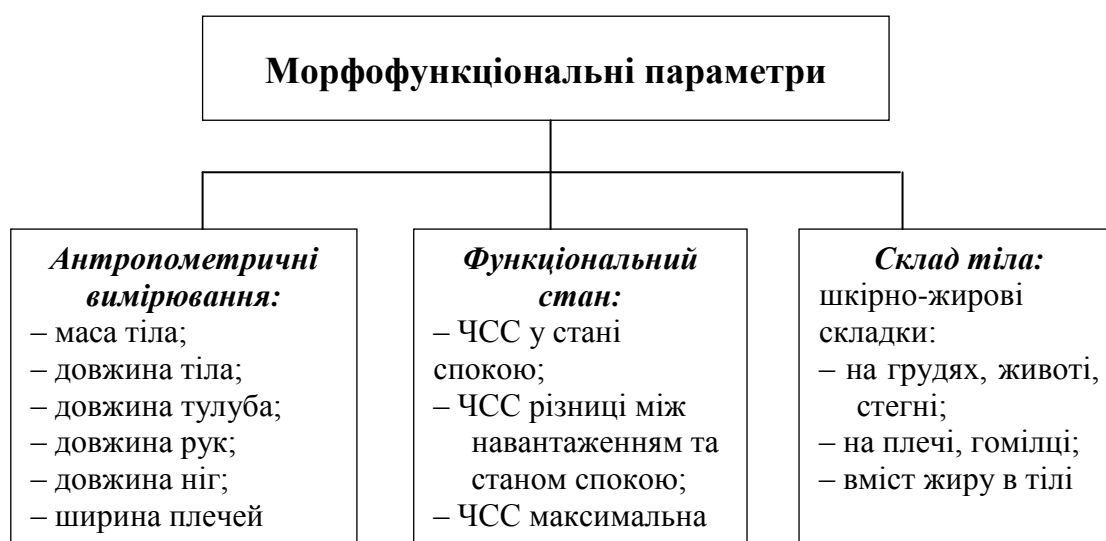 Морфофункціональні параметри
Антропометричні
вимірювання:
– маса тіла;
– довжина тіла;
– довжина тулуба;
– довжина рук;
– довжина ніг;
– ширина плечей
Функціональний
стан:
– ЧСС у стані
спокою;
– ЧСС різниці між
навантаженням та
станом спокою;
– ЧСС максимальна
Склад тіла:
шкірно-жирові
складки:
– на грудях, животі,
стегні;
– на плечі, гомілці;
– вміст жиру в тілі